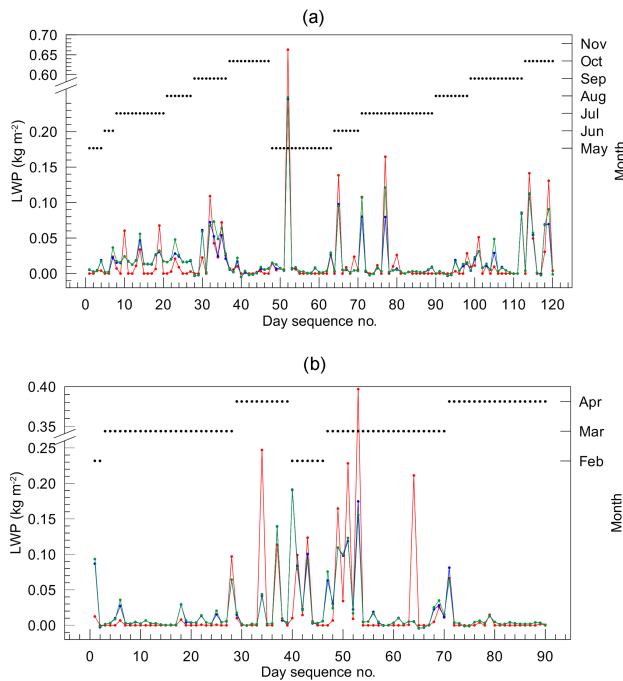 (a)
0.70
0.65
0.60
0.20
0.15
0.10
0.05
0.00
LWP (kg m⁻²)
Nov
Oct
Sep
Aug
Jul
Jun
May
Month
0 10 20 30 40 50 60 70 80 90 100 110 120
Day sequence no.
(b)
0.40
0.35
0.25
0.20
0.15
0.10
0.05
0.00
LWP (kg m⁻²)
Apr
Mar
Feb
Month
0 10 20 30 40 50 60 70 80 90
Day sequence no.